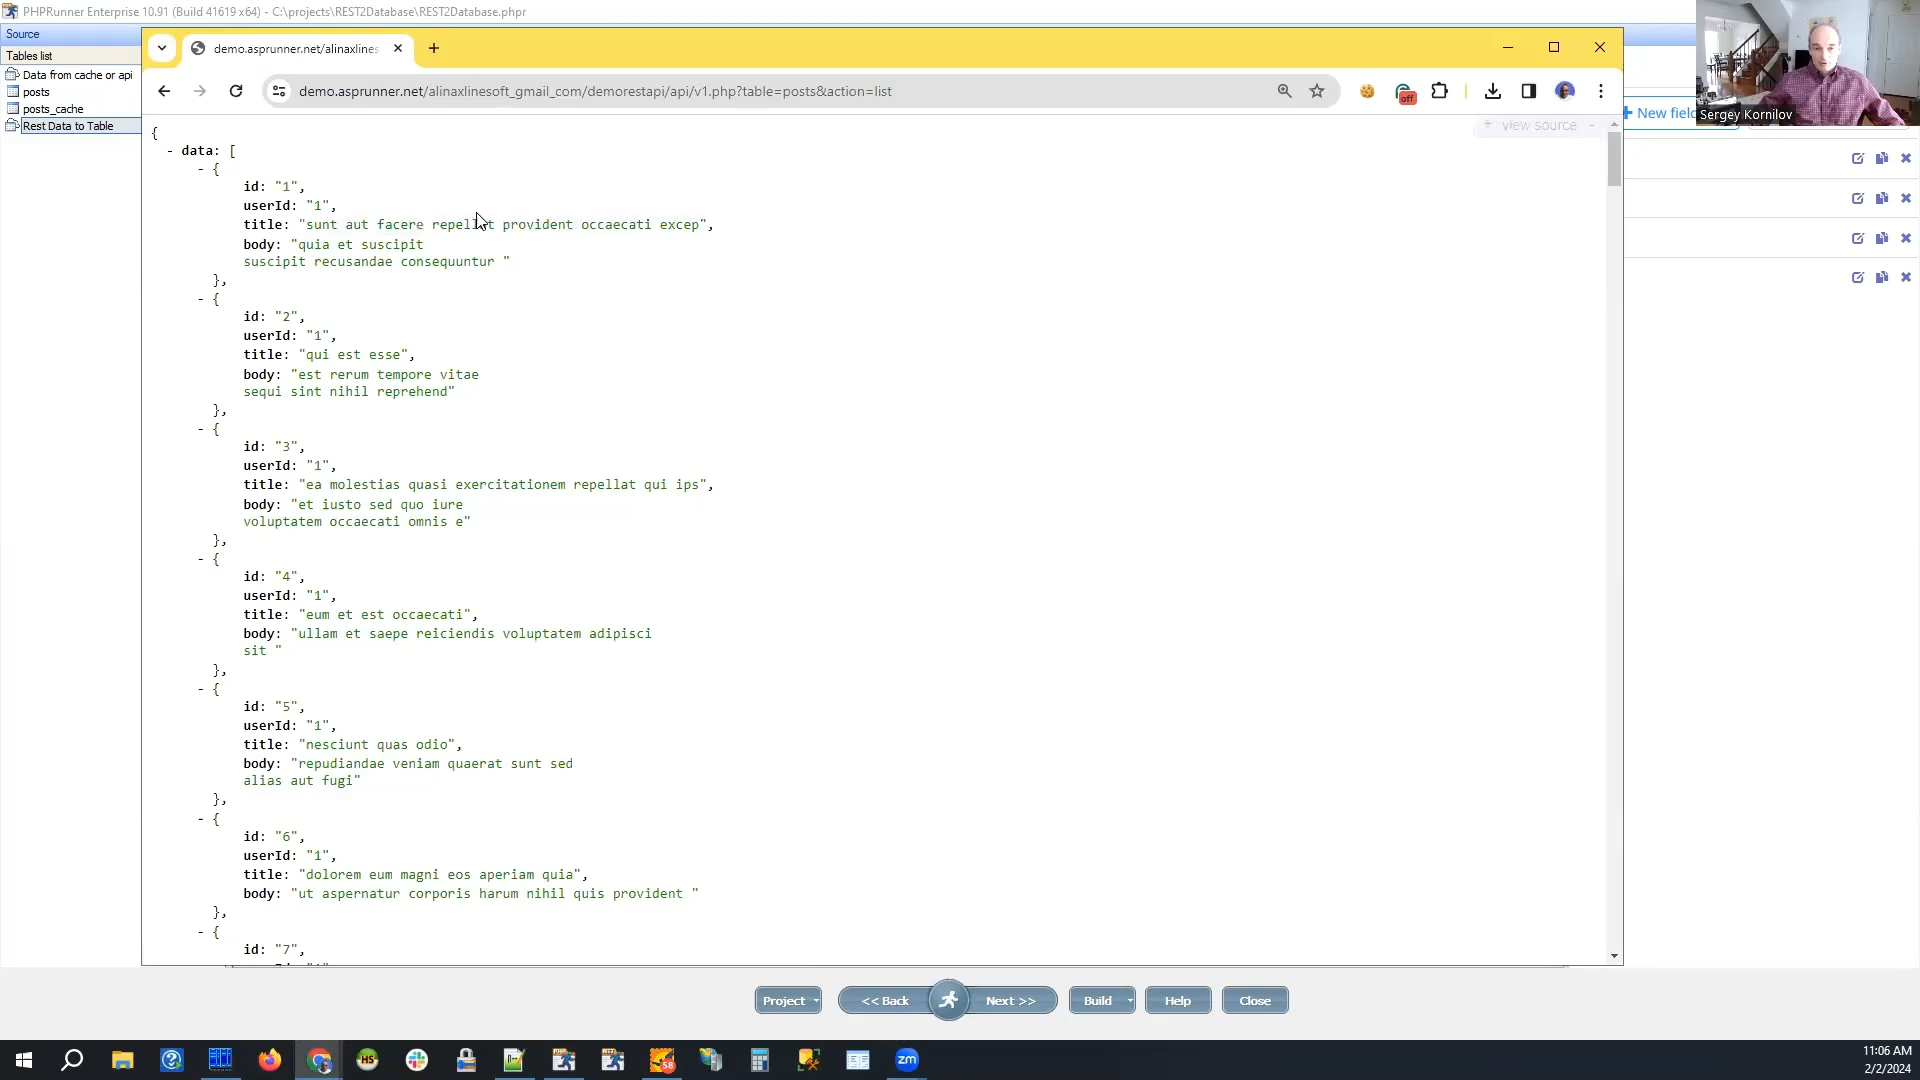 PHPRunner Enterprise 10.91 (Build 41619 x64) - C:\projects\REST2Database\REST2Database.phpr
Source
Tables list
Data from cache or api
posts
posts_cache
Rest Data to Table
demo.asprunner.net/alinaxlines
demo.asprunner.net/alinaxlinesoft_gmail_com/demorestapi/api/v1.php?table=posts&action=list
off
+ New field
Sergey Kornilov
+ view source -
{
- data: [
- {
id: "1",
userId: "1",
title: "sunt aut facere repellat provident occaecati excep",
body: "quia et suscipit
suscipit recusandae consequuntur "
},
- {
id: "2",
userId: "1",
title: "qui est esse",
body: "est rerum tempore vitae
sequi sint nihil reprehend"
},
- {
id: "3",
userId: "1",
title: "ea molestias quasi exercitationem repellat qui ips",
body: "et iusto sed quo iure
voluptatem occaecati omnis e"
},
- {
id: "4",
userId: "1",
title: "eum et est occaecati",
body: "ullam et saepe reiciendis voluptatem adipisci
sit "
},
- {
id: "5",
userId: "1",
title: "nesciunt quas odio",
body: "repudiandae veniam quaerat sunt sed
alias aut fugi"
},
- {
id: "6",
userId: "1",
title: "dolorem eum magni eos aperiam quia",
body: "ut aspernatur corporis harum nihil quis provident "
},
- {
id: "7",
Project
<< Back
Next >>
Build
Help
Close
HS
58
zm
11:06 AM
2/2/2024